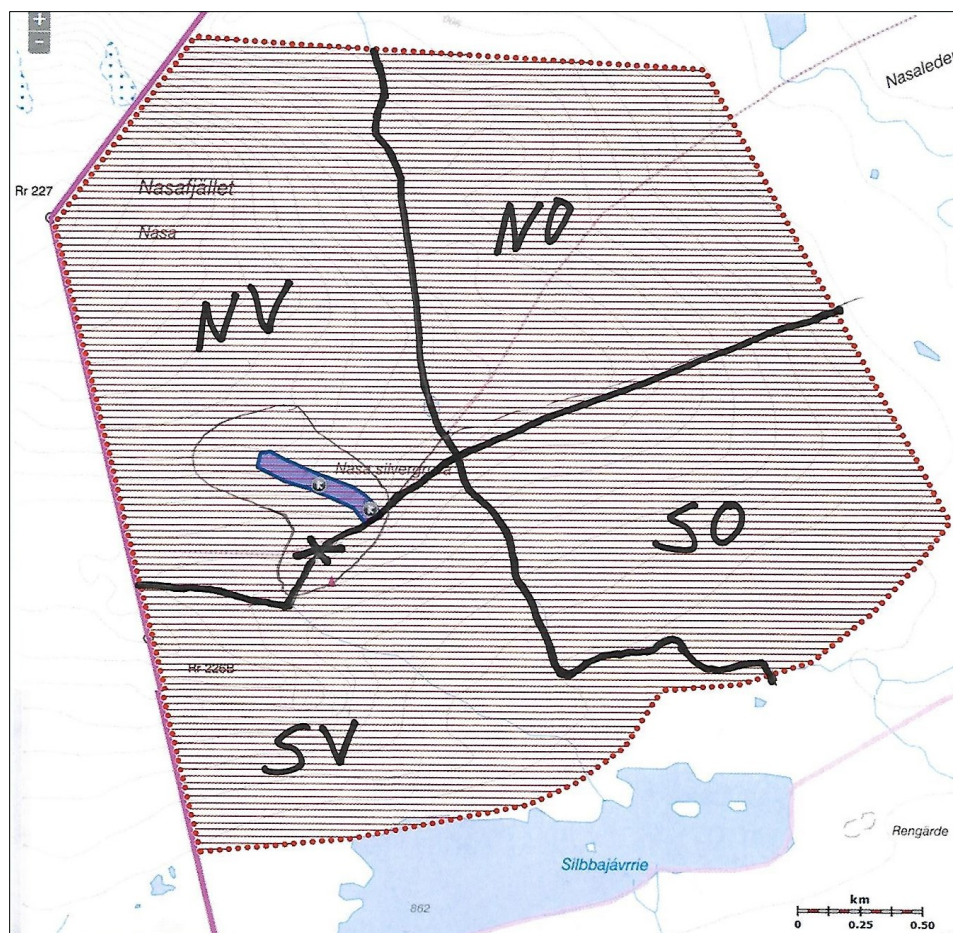 +
-
Nasaleden
Rr 227
Nasafjället
Nasa
NO
NV
Nasa silvergruva
K
K
SO
Rr 226B
SV
Rengärde
Silbbajávrrie
862
km
0 0.25 0.50